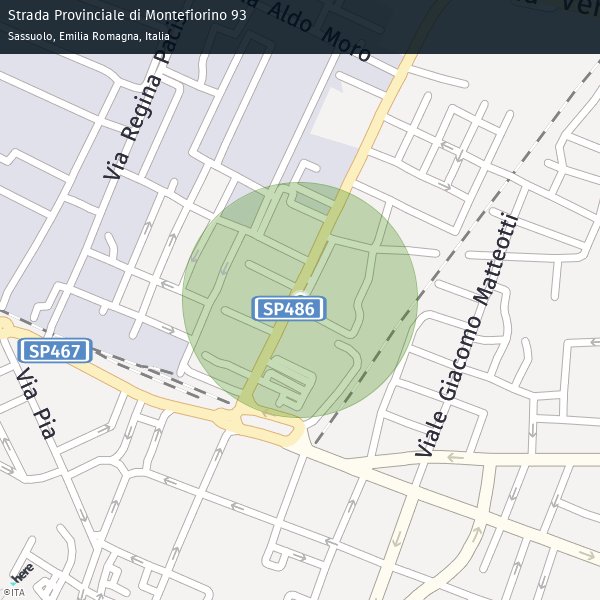 Strada Provinciale di Montefiorino 93
Sassuolo, Emilia Romagna, Italia
Aldo Moro
Via Regina Paci
Viale Giacomo Matteotti
SP486
SP467
Via Pia
here
©ITA